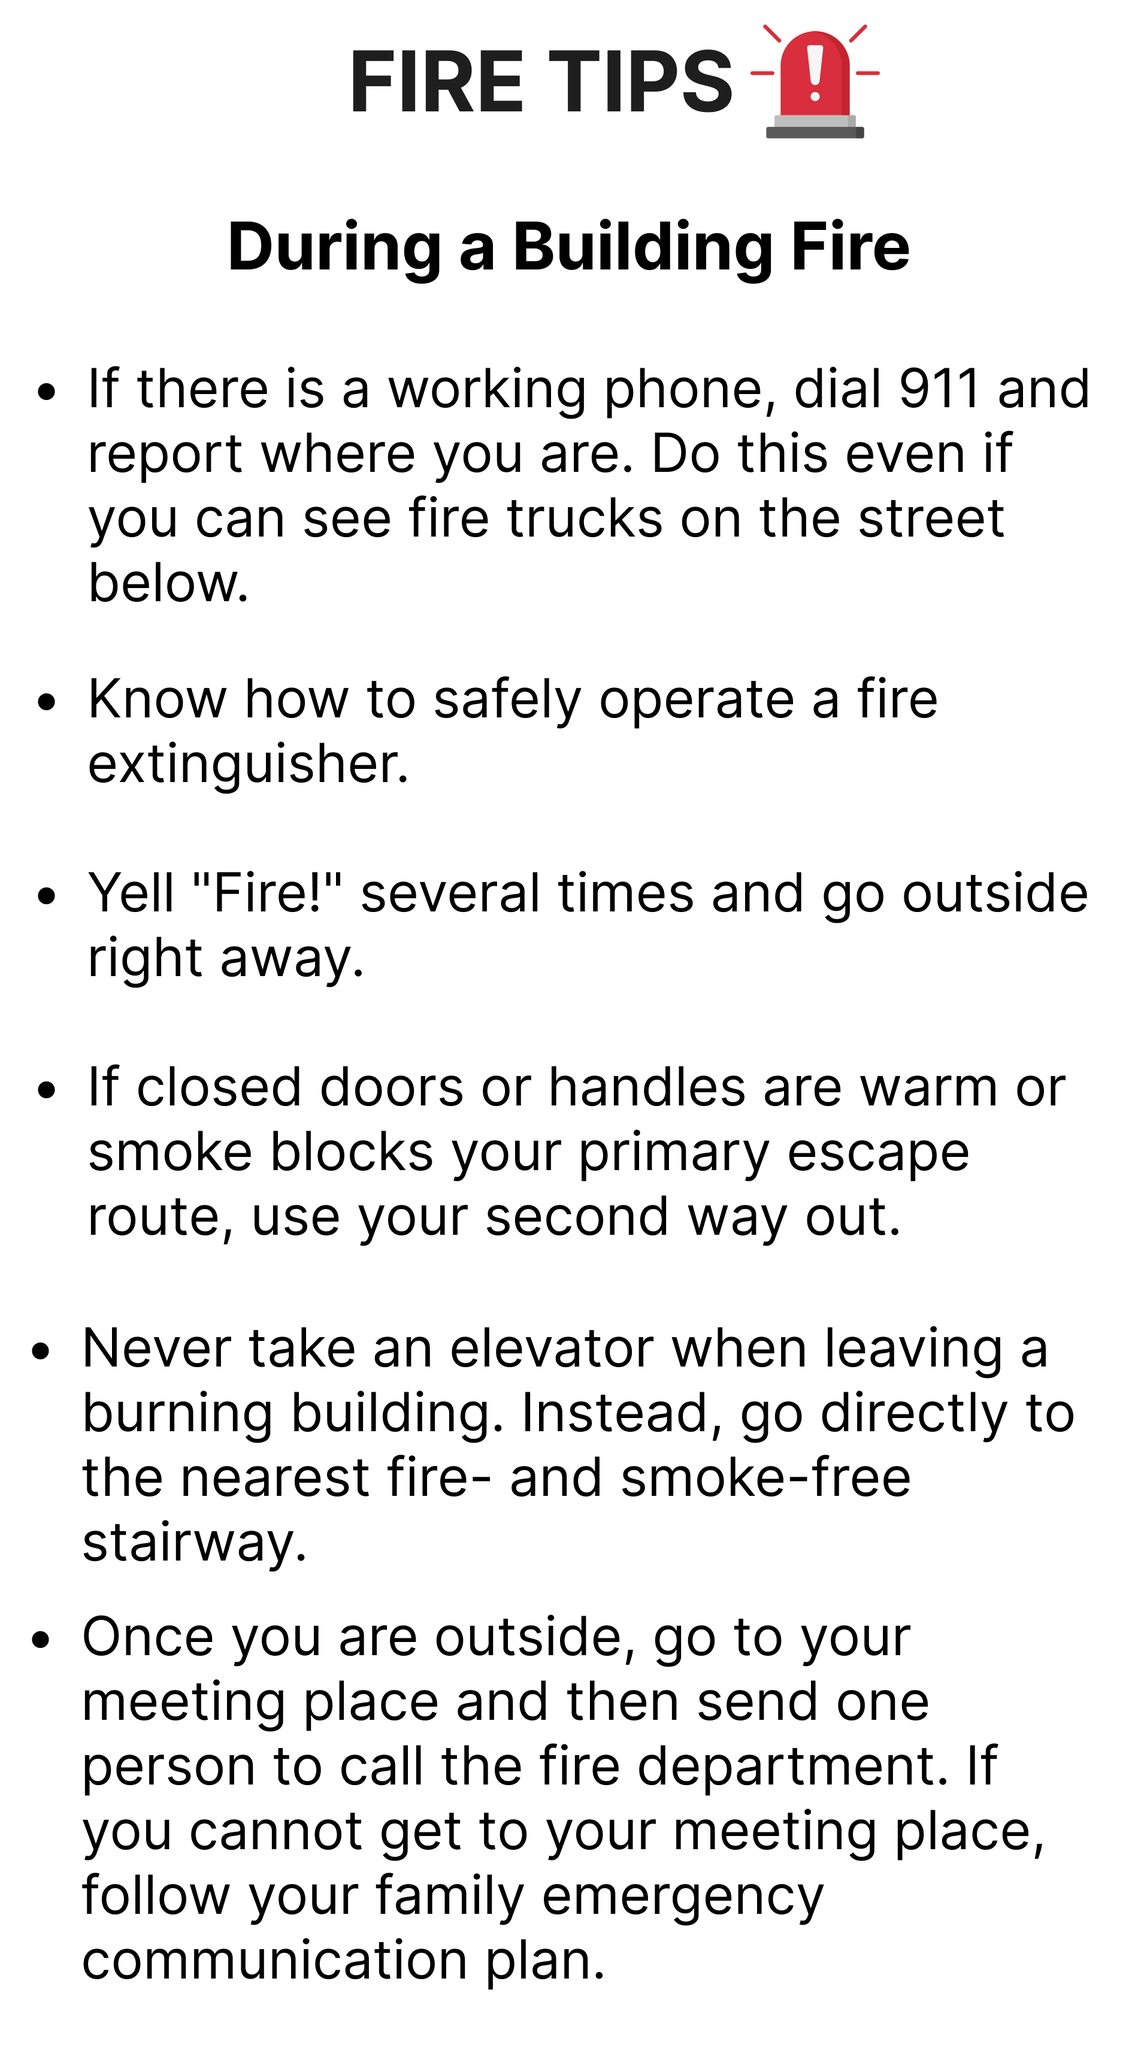 FIRE TIPS
During a Building Fire
• If there is a working phone, dial 911 and
report where you are. Do this even if
you can see fire trucks on the street
below.
• Know how to safely operate a fire
extinguisher.
• Yell "Fire!" several times and go outside
right away.
• If closed doors or handles are warm or
smoke blocks your primary escape
route, use your second way out.
• Never take an elevator when leaving a
burning building. Instead, go directly to
the nearest fire- and smoke-free
stairway.
• Once you are outside, go to your
meeting place and then send one
person to call the fire department. If
you cannot get to your meeting place,
follow your family emergency
communication plan.